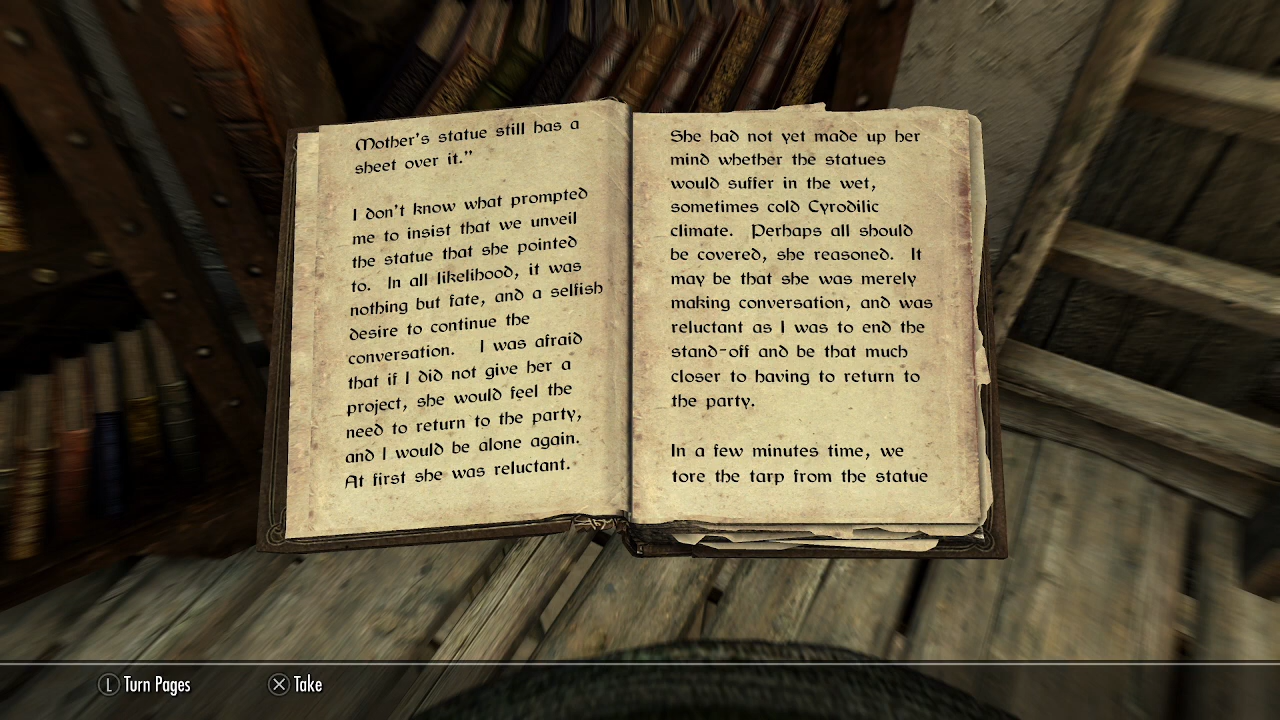 Mother's statue still has a
sheet over it."
I don't know what prompted
me to insist that we unveil
the statue that she pointed
to. In all likelihood, it was
nothing but fate, and a selfish
desire to continue the
conversation. I was afraid
that if I did not give her a
project, she would feel the
need to return to the party,
and I would be alone again.
At first she was reluctant.
She had not yet made up her
mind whether the statues
would suffer in the wet,
sometimes cold Cyrodilic
climate. Perhaps all should
be covered, she reasoned. It
may be that she was merely
making conversation, and was
reluctant as I was to end the
stand-off and be that much
closer to having to return to
the party.
In a few minutes time, we
tore the tarp from the statue
L Turn Pages
X Take